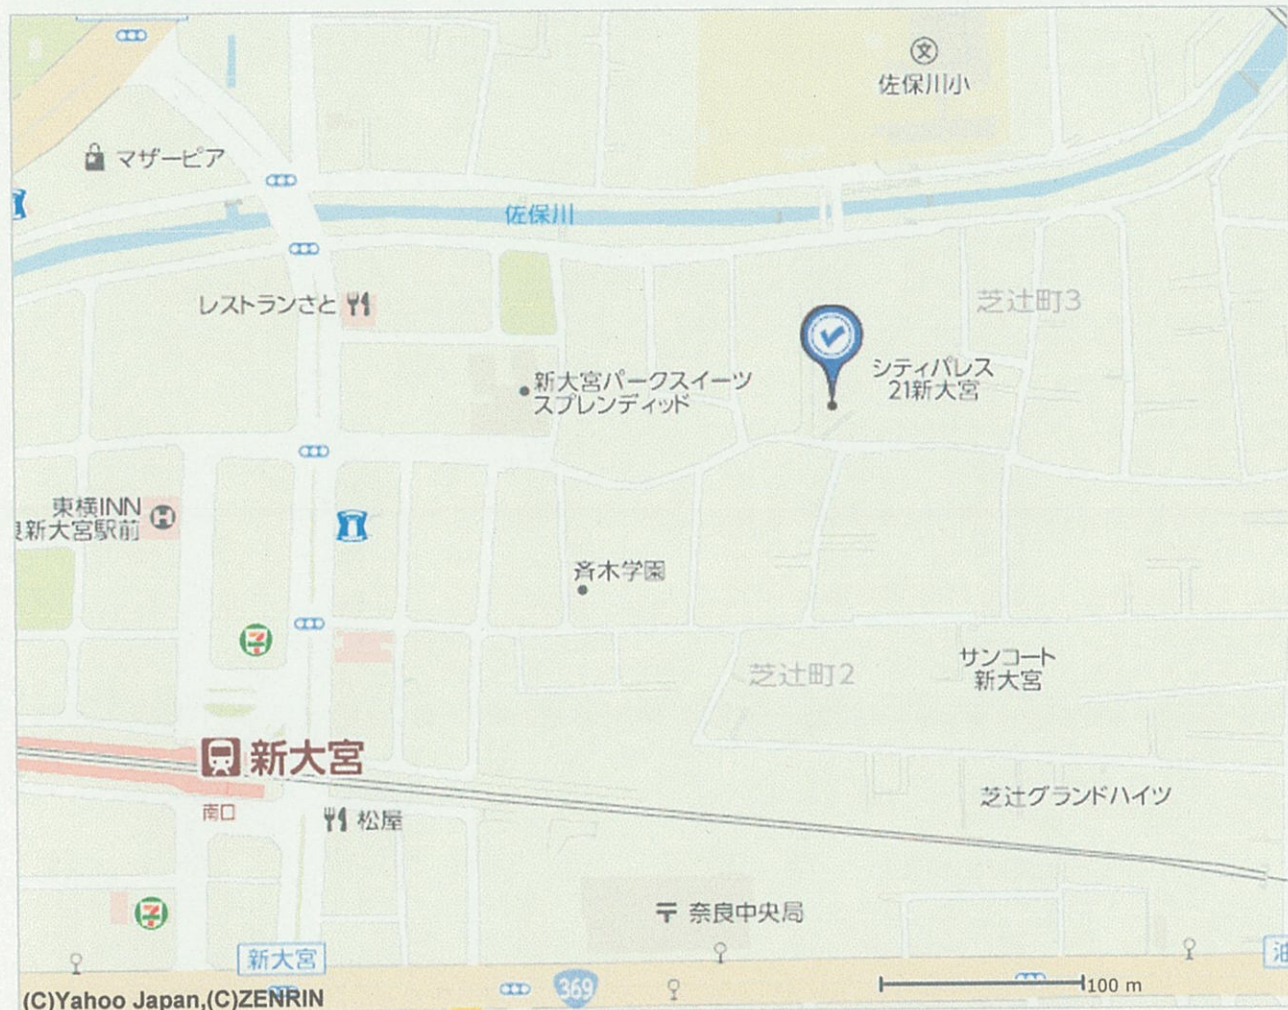 佐保川小
マザーピア
佐保川
レストランさと
芝辻町3
シティパレス
21新大宮
新大宮パークスイーツ
スプレンディッド
東横INN
良新大宮駅前
斉木学園
サンコート
新大宮
芝辻町2
新大宮
南口
松屋
芝辻グランドハイツ
〒 奈良中央局
新大宮
369
100 m
(C)Yahoo Japan,(C)ZENRIN